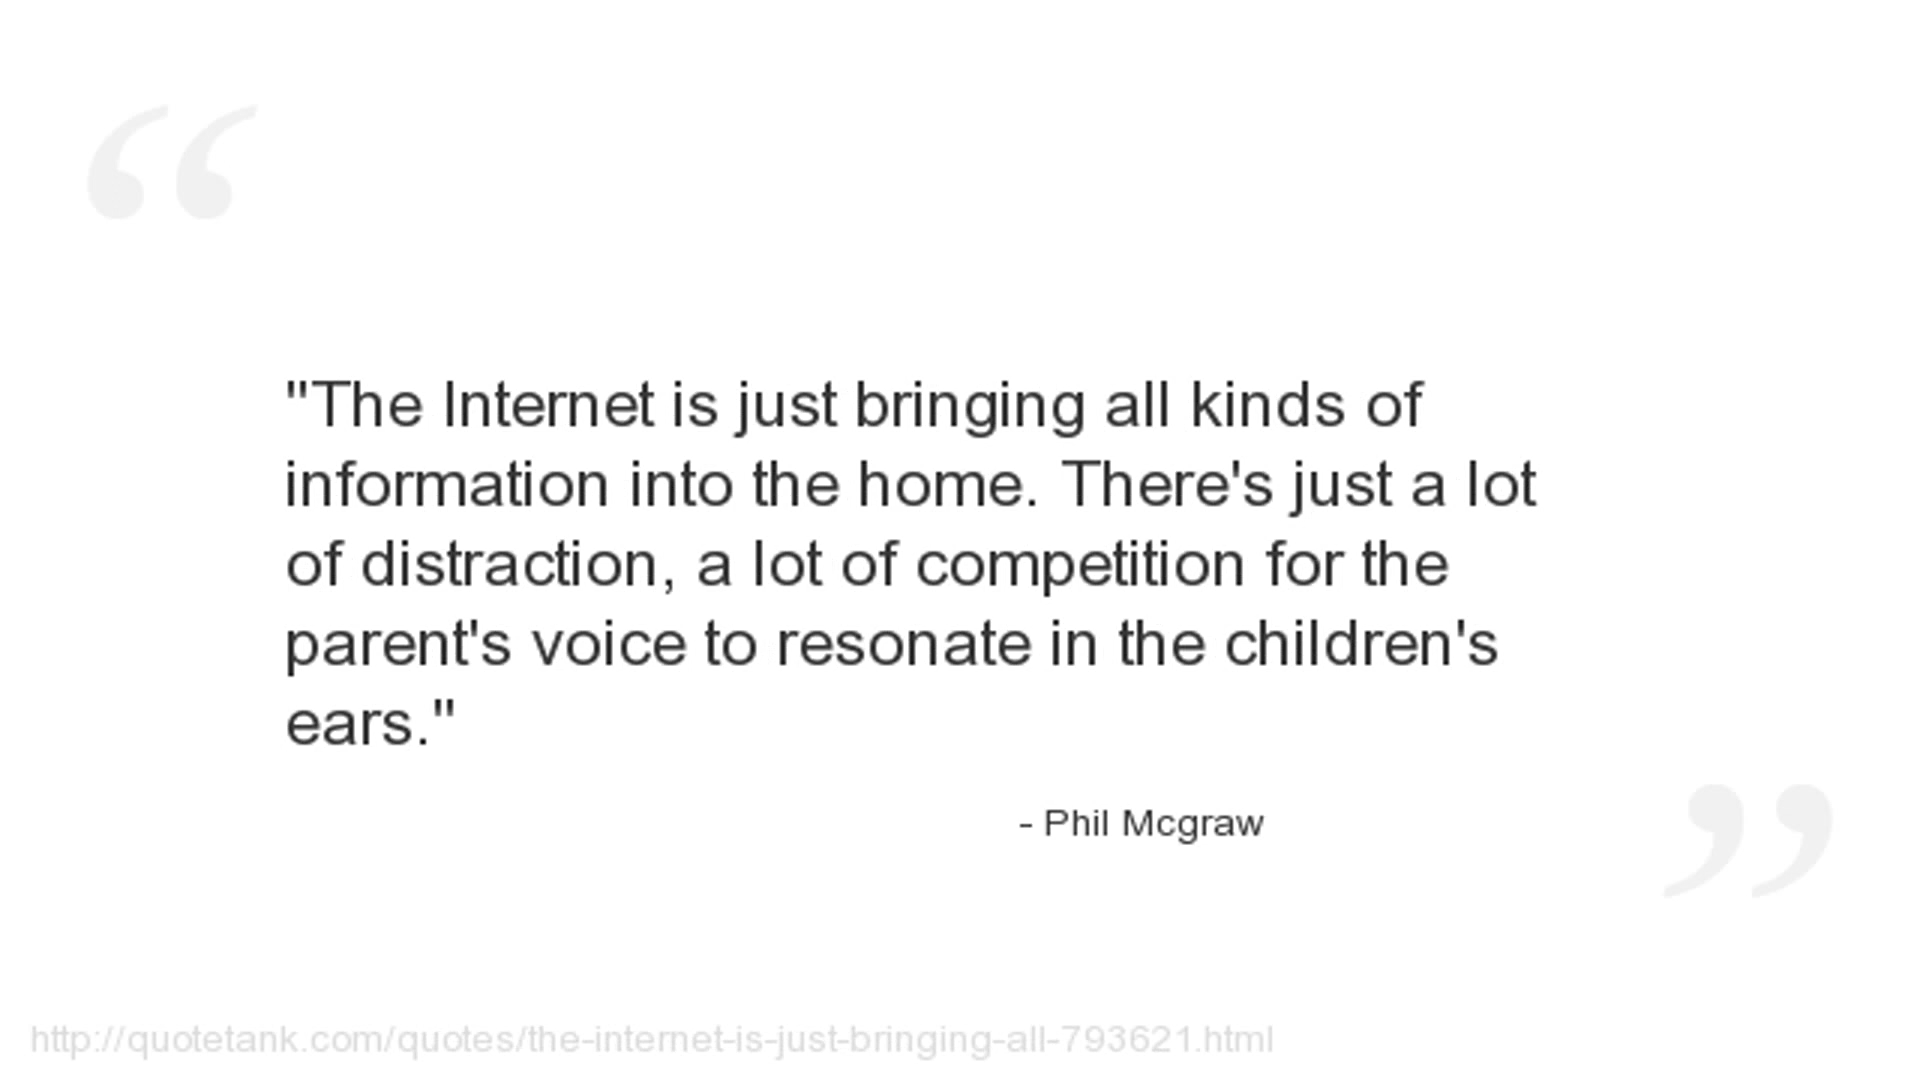 "The Internet is just bringing all kinds of
information into the home. There's just a lot
of distraction, a lot of competition for the
parent's voice to resonate in the children's
ears."
- Phil Mcgraw
http://quotetank.com/quotes/the-internet-is-just-bringing-all-793621.html